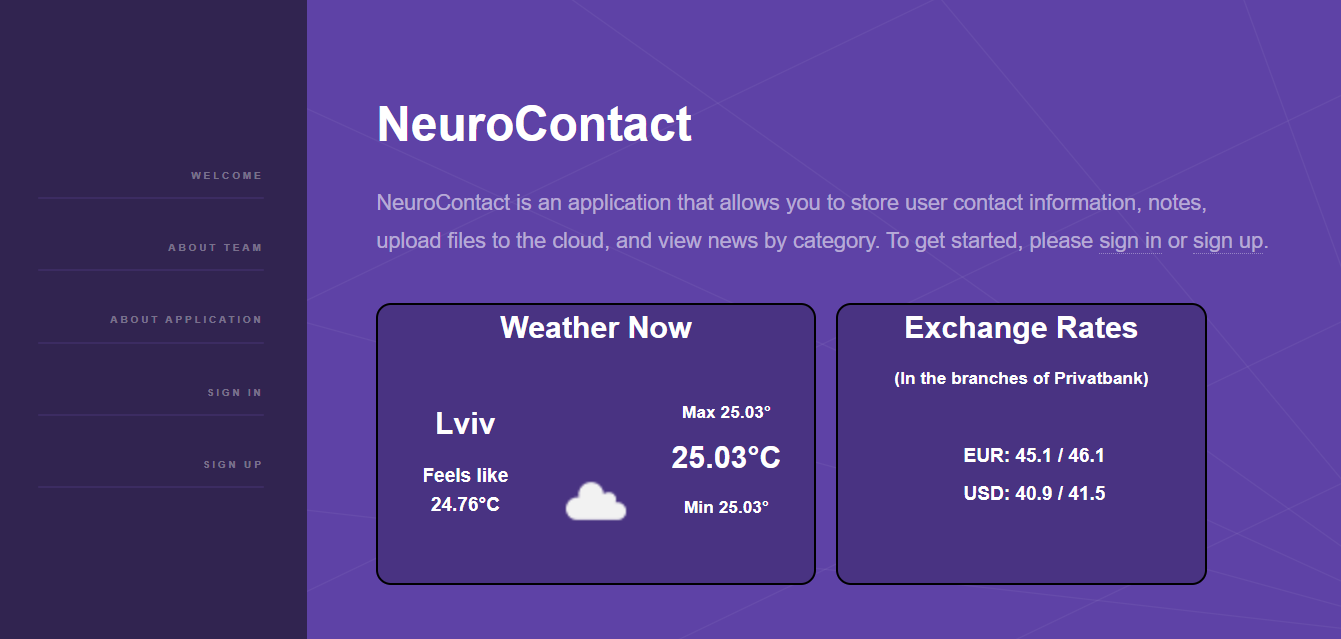 WELCOME
ABOUT TEAM
ABOUT APPLICATION
SIGN IN
SIGN UP
NeuroContact
NeuroContact is an application that allows you to store user contact information, notes,
upload files to the cloud, and view news by category. To get started, please sign in or sign up.
Weather Now
Lviv
Feels like
24.76°C
Max 25.03°
25.03°C
Min 25.03°
Exchange Rates
(In the branches of Privatbank)
EUR: 45.1 / 46.1
USD: 40.9 / 41.5